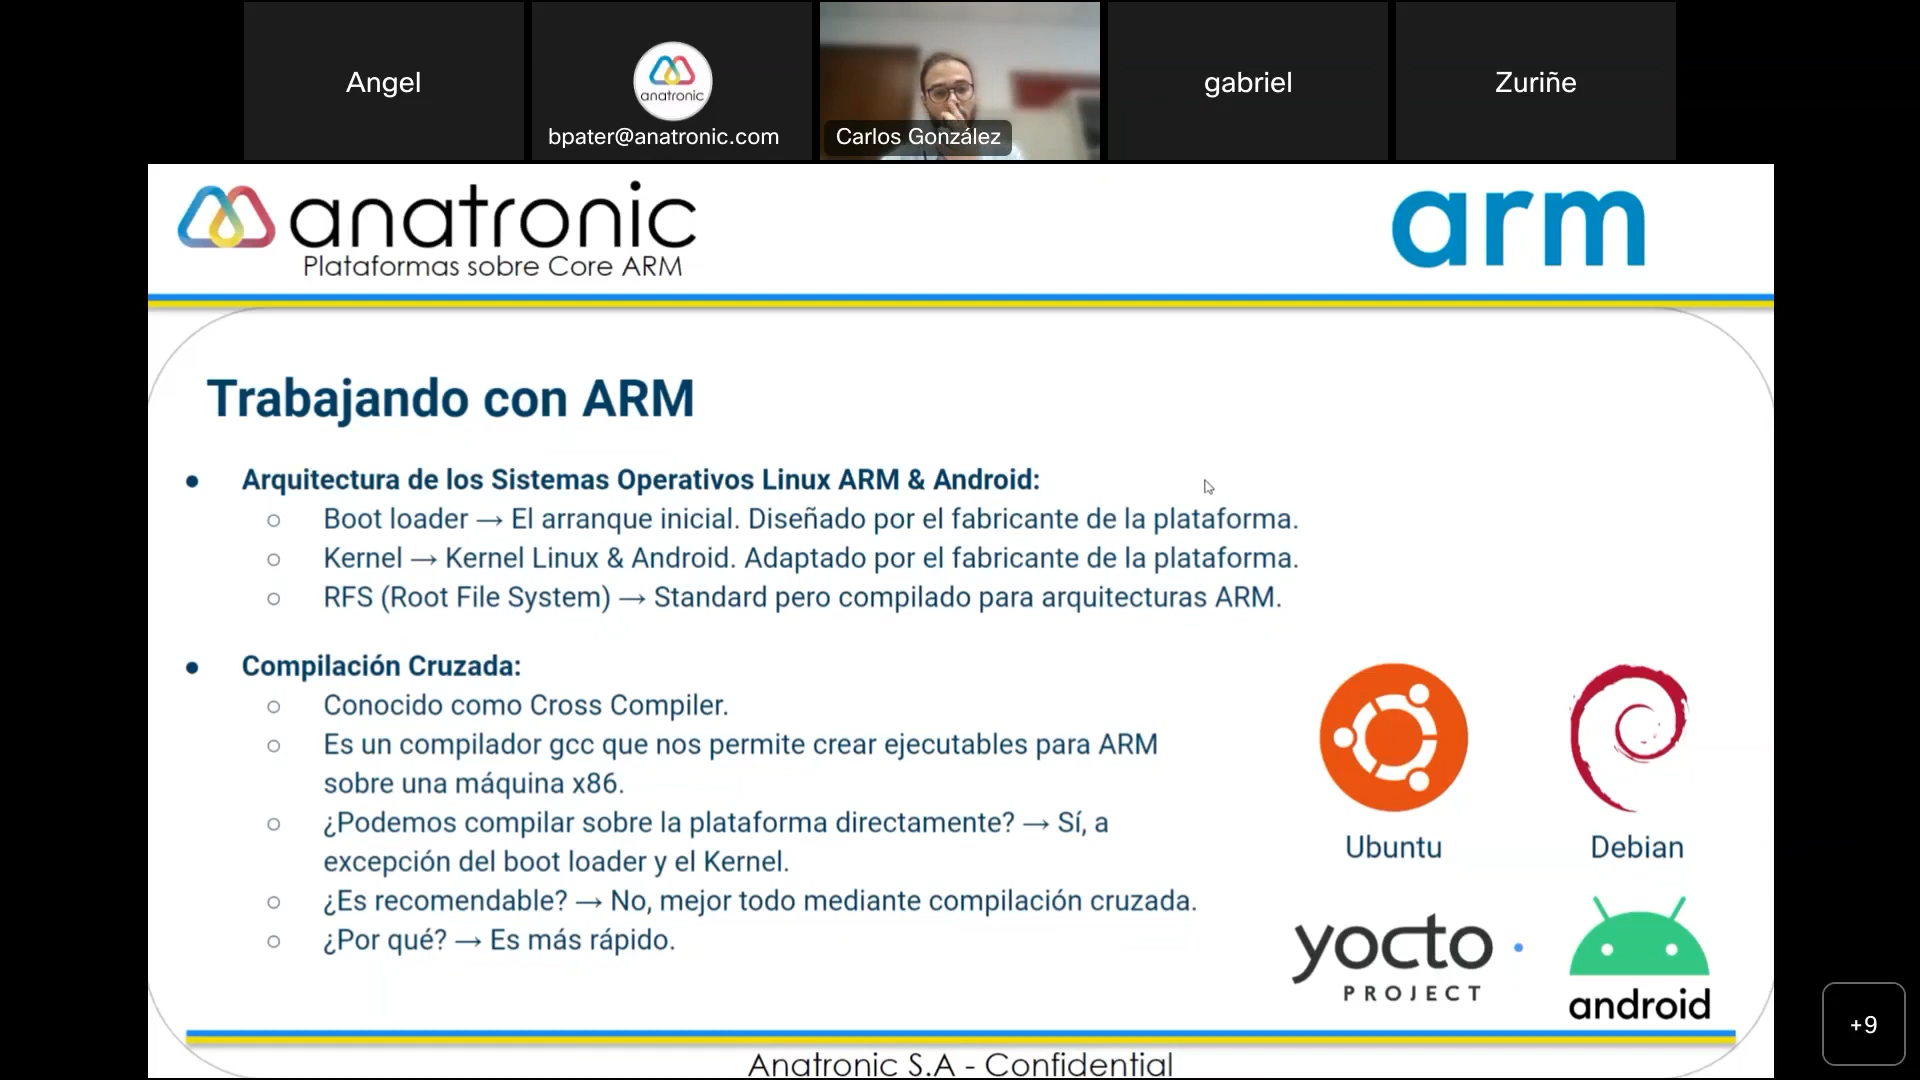 Angel
anatronic
bpater@anatronic.com
Carlos González
gabriel
Zuriñe
anatronic
Plataformas sobre Core ARM
arm
Trabajando con ARM
● Arquitectura de los Sistemas Operativos Linux ARM & Android:
○ Boot loader → El arranque inicial. Diseñado por el fabricante de la plataforma.
○ Kernel → Kernel Linux & Android. Adaptado por el fabricante de la plataforma.
○ RFS (Root File System) → Standard pero compilado para arquitecturas ARM.
● Compilación Cruzada:
○ Conocido como Cross Compiler.
○ Es un compilador gcc que nos permite crear ejecutables para ARM
sobre una máquina x86.
○ ¿Podemos compilar sobre la plataforma directamente? → Sí, a
excepción del boot loader y el Kernel.
○ ¿Es recomendable? → No, mejor todo mediante compilación cruzada.
○ ¿Por qué? → Es más rápido.
Ubuntu
Debian
yocto
PROJECT
android
Anatronic S.A - Confidential
+9